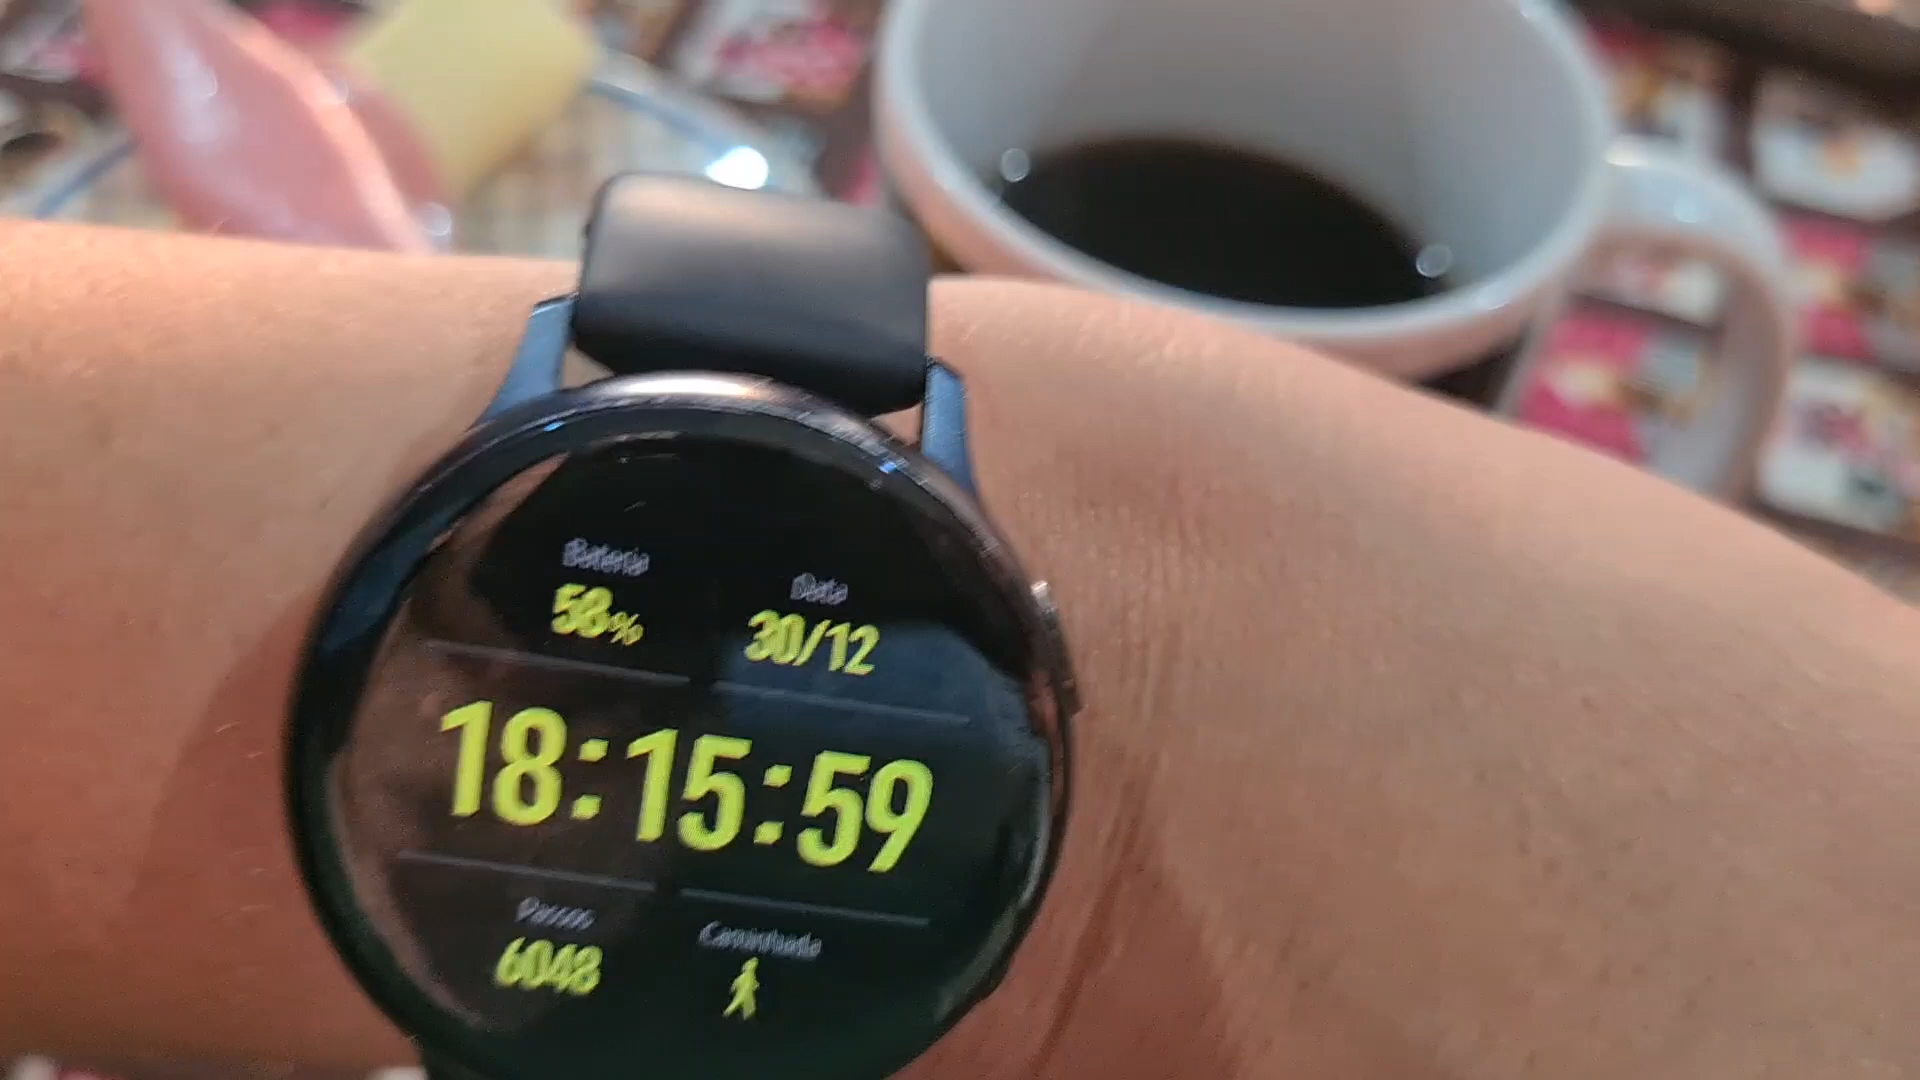 Bateria
58%
Data
30/12
18:15:59
Passos
6048
Caminhada